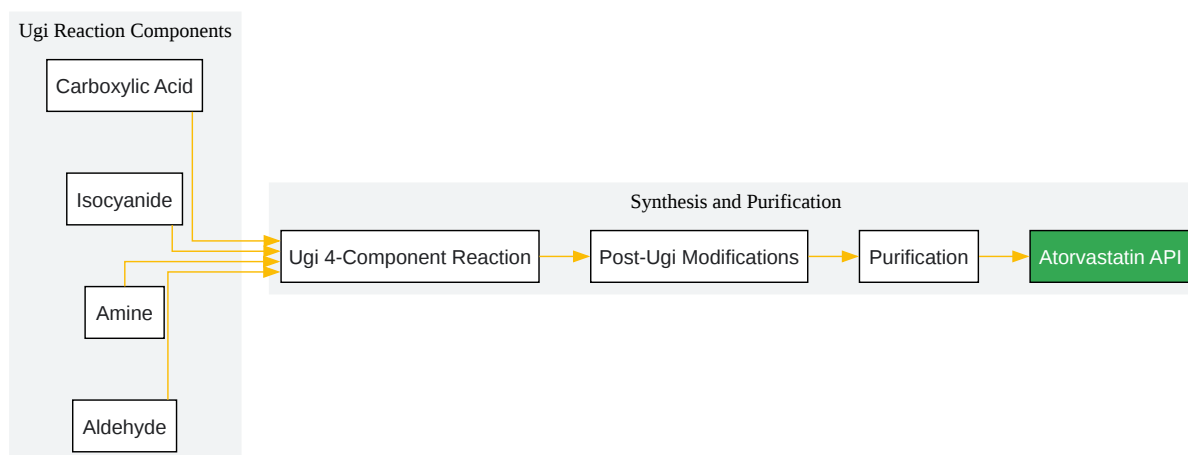 Ugi Reaction Components
Carboxylic Acid
Isocyanide
Amine
Aldehyde
Synthesis and Purification
Ugi 4-Component Reaction
Post-Ugi Modifications
Purification
Atorvastatin API